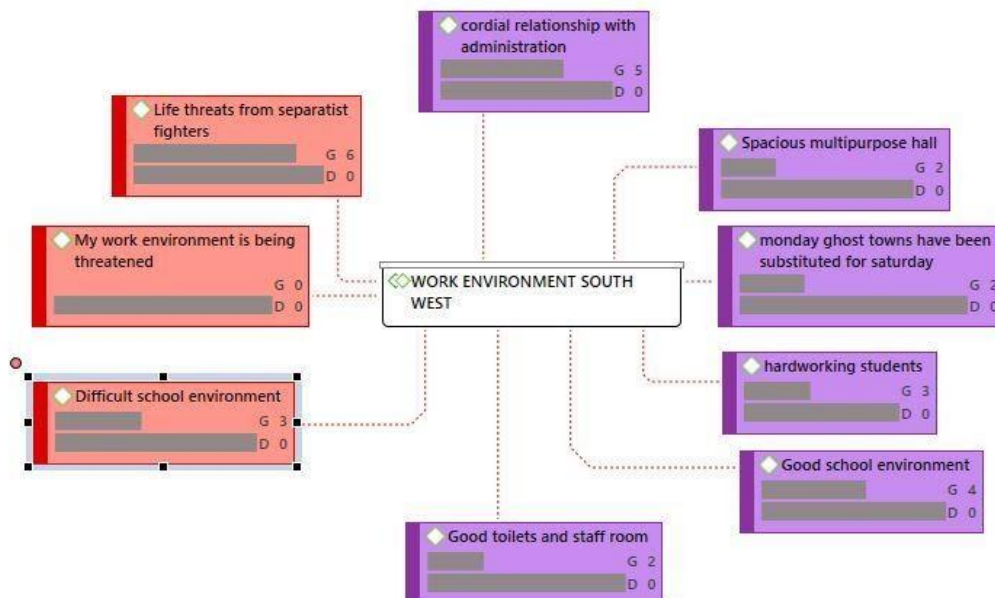 cordial relationship with
administration
G 5
D 0
Life threats from separatist
fighters
G 6
D 0
Spacious multipurpose hall
G 2
D 0
My work environment is being
threatened
G 0
D 0
monday ghost towns have been
substituted for saturday
G 2
D 0
WORK ENVIRONMENT SOUTH
WEST
hardworking students
G 3
D 0
Difficult school environment
G 3
D 0
Good school environment
G 4
D 0
Good toilets and staff room
G 2
D 0